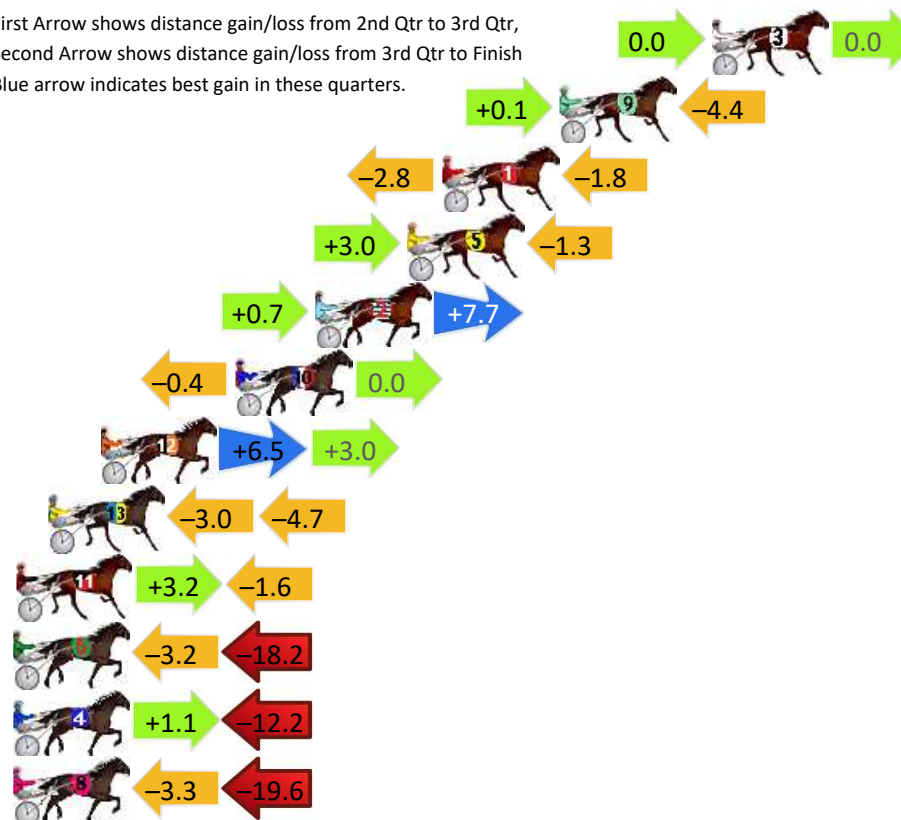 irst Arrow shows distance gain/loss from 2nd Qtr to 3rd Qtr,
econd Arrow shows distance gain/loss from 3rd Qtr to Finish
lue arrow indicates best gain in these quarters.
0.0 3 0.0
+0.1 9 −4.4
−2.8 1 −1.8
+3.0 5 −1.3
+0.7 +7.7
−0.4 10 0.0
12 +6.5 +3.0
13 −3.0 −4.7
11 +3.2 −1.6
−3.2 −18.2
4 +1.1 −12.2
8 −3.3 −19.6